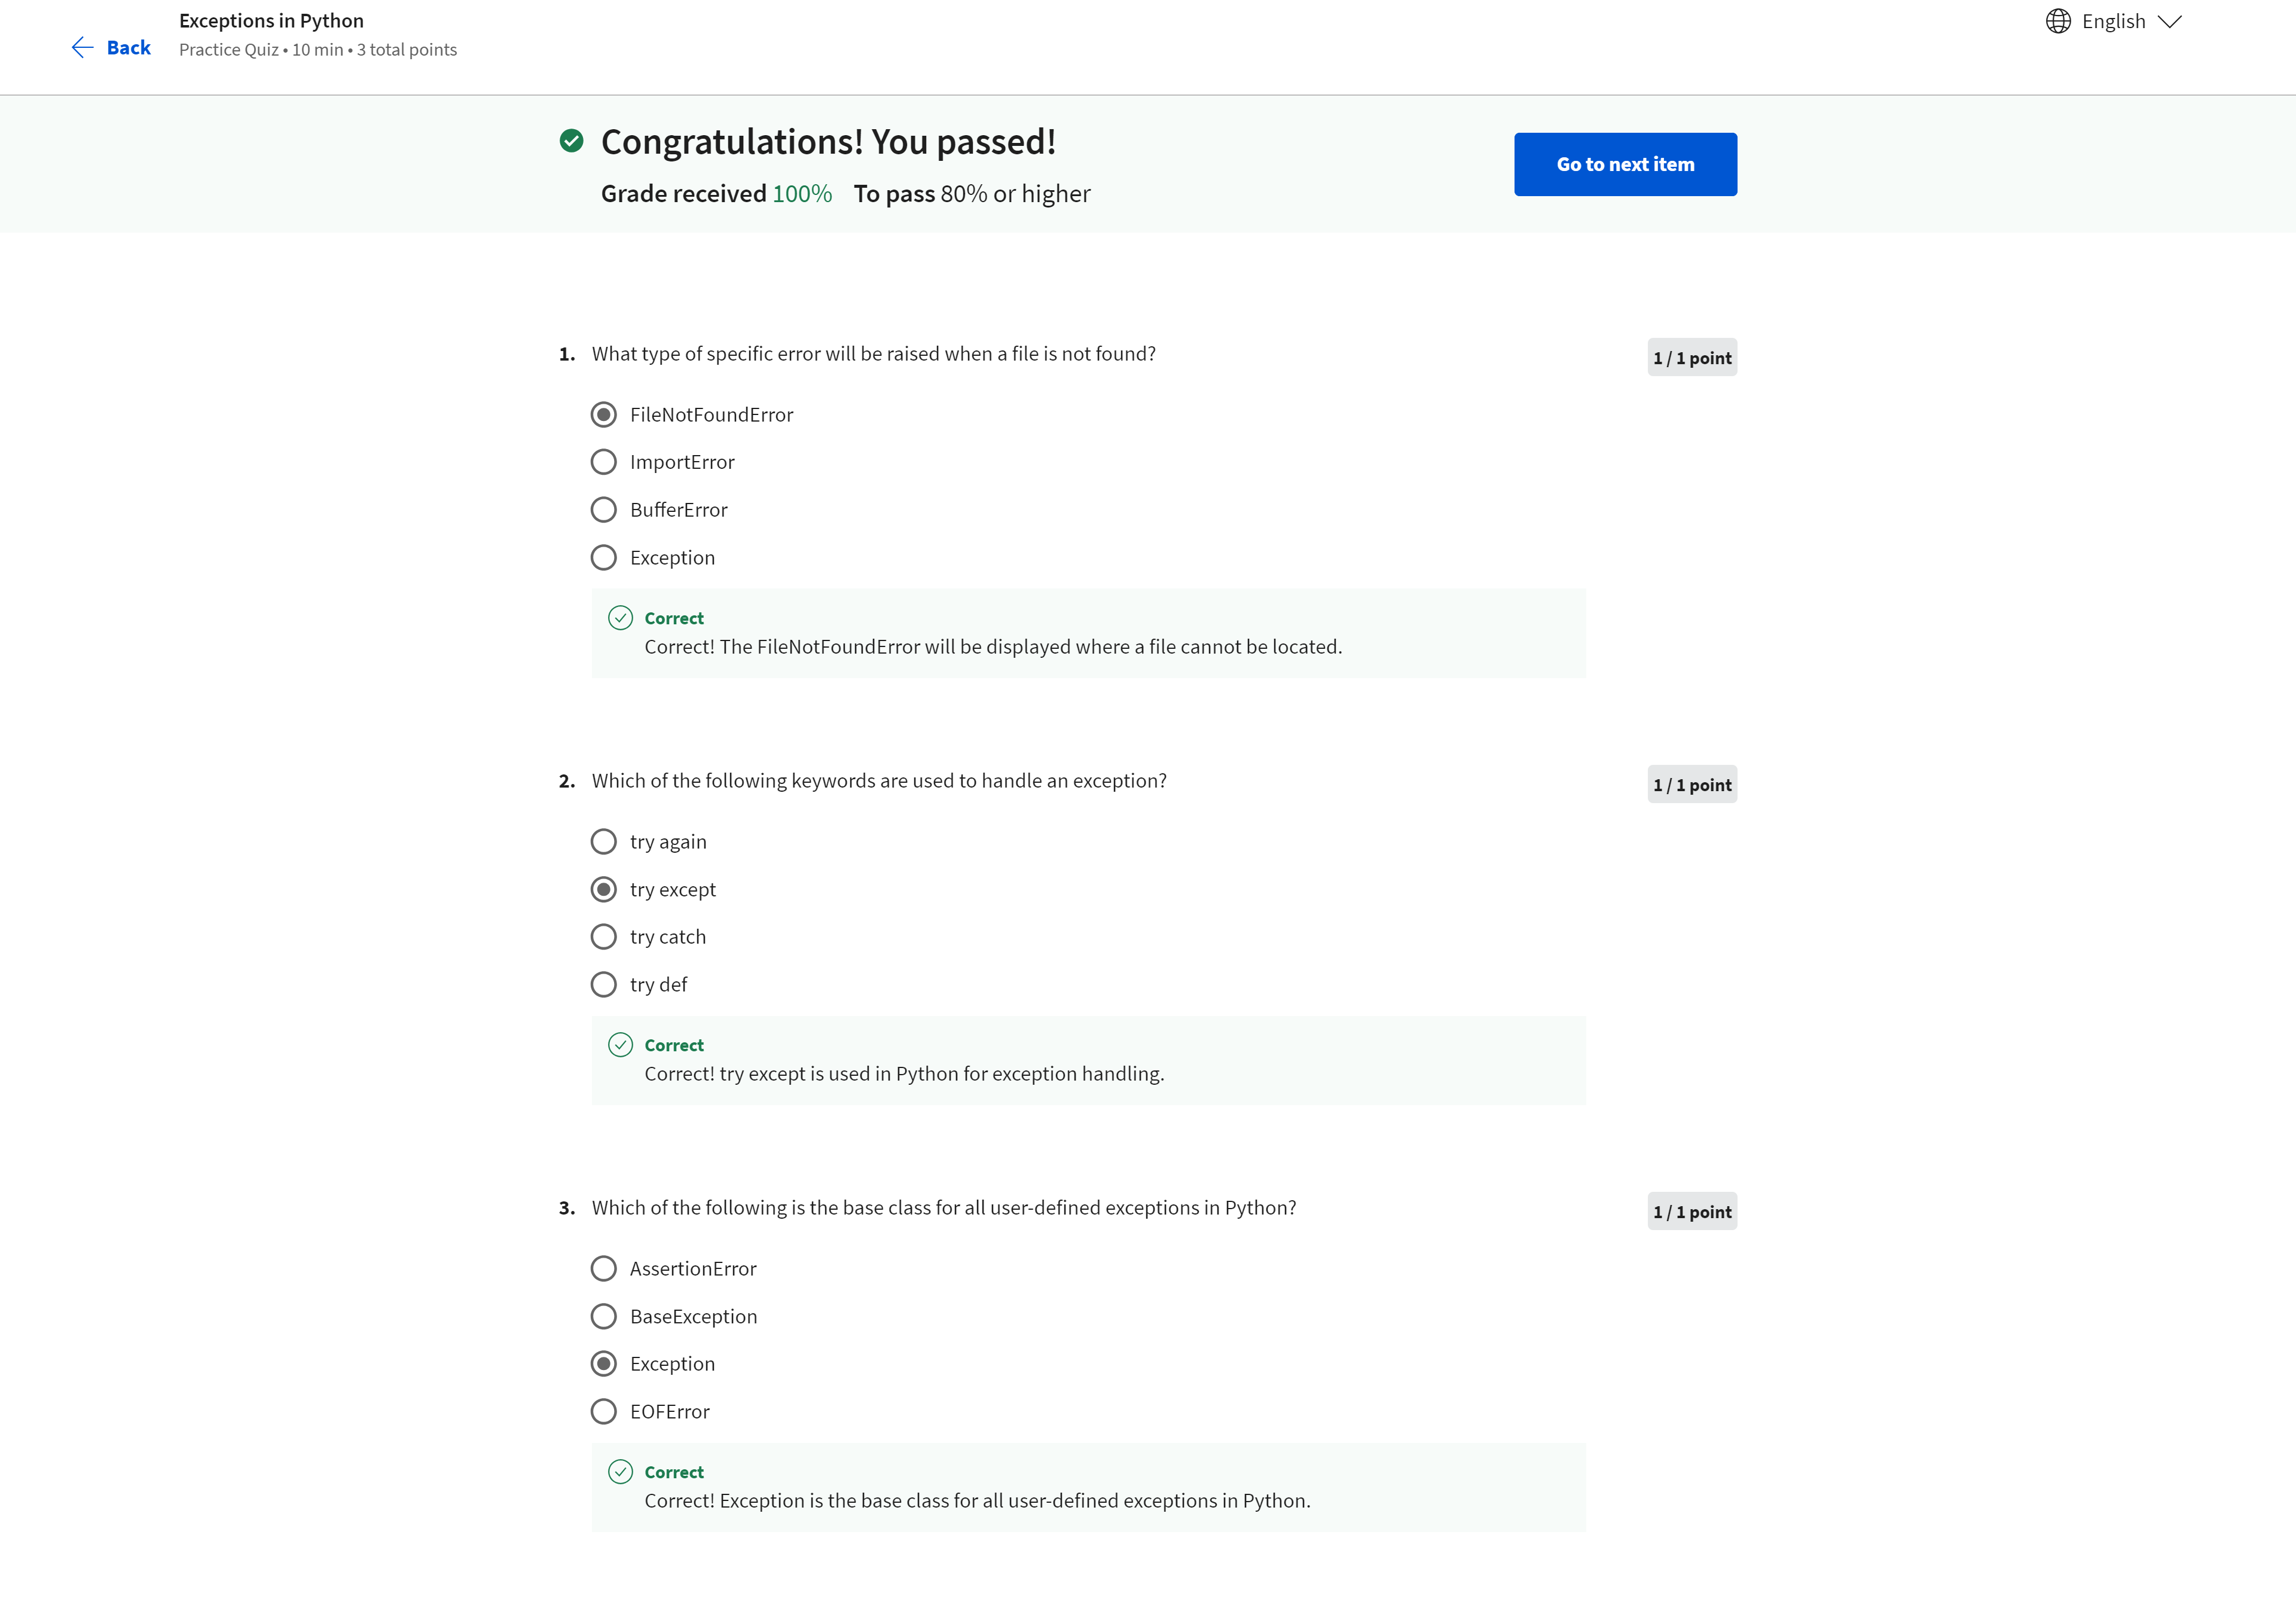 Exceptions in Python
Back
Practice Quiz • 10 min • 3 total points
English
Congratulations! You passed!
Grade received 100% To pass 80% or higher
Go to next item
1. What type of specific error will be raised when a file is not found?
1 / 1 point
FileNotFoundError
ImportError
BufferError
Exception
Correct
Correct! The FileNotFoundError will be displayed where a file cannot be located.
2. Which of the following keywords are used to handle an exception?
1 / 1 point
try again
try except
try catch
try def
Correct
Correct! try except is used in Python for exception handling.
3. Which of the following is the base class for all user-defined exceptions in Python?
1 / 1 point
AssertionError
BaseException
Exception
EOFError
Correct
Correct! Exception is the base class for all user-defined exceptions in Python.